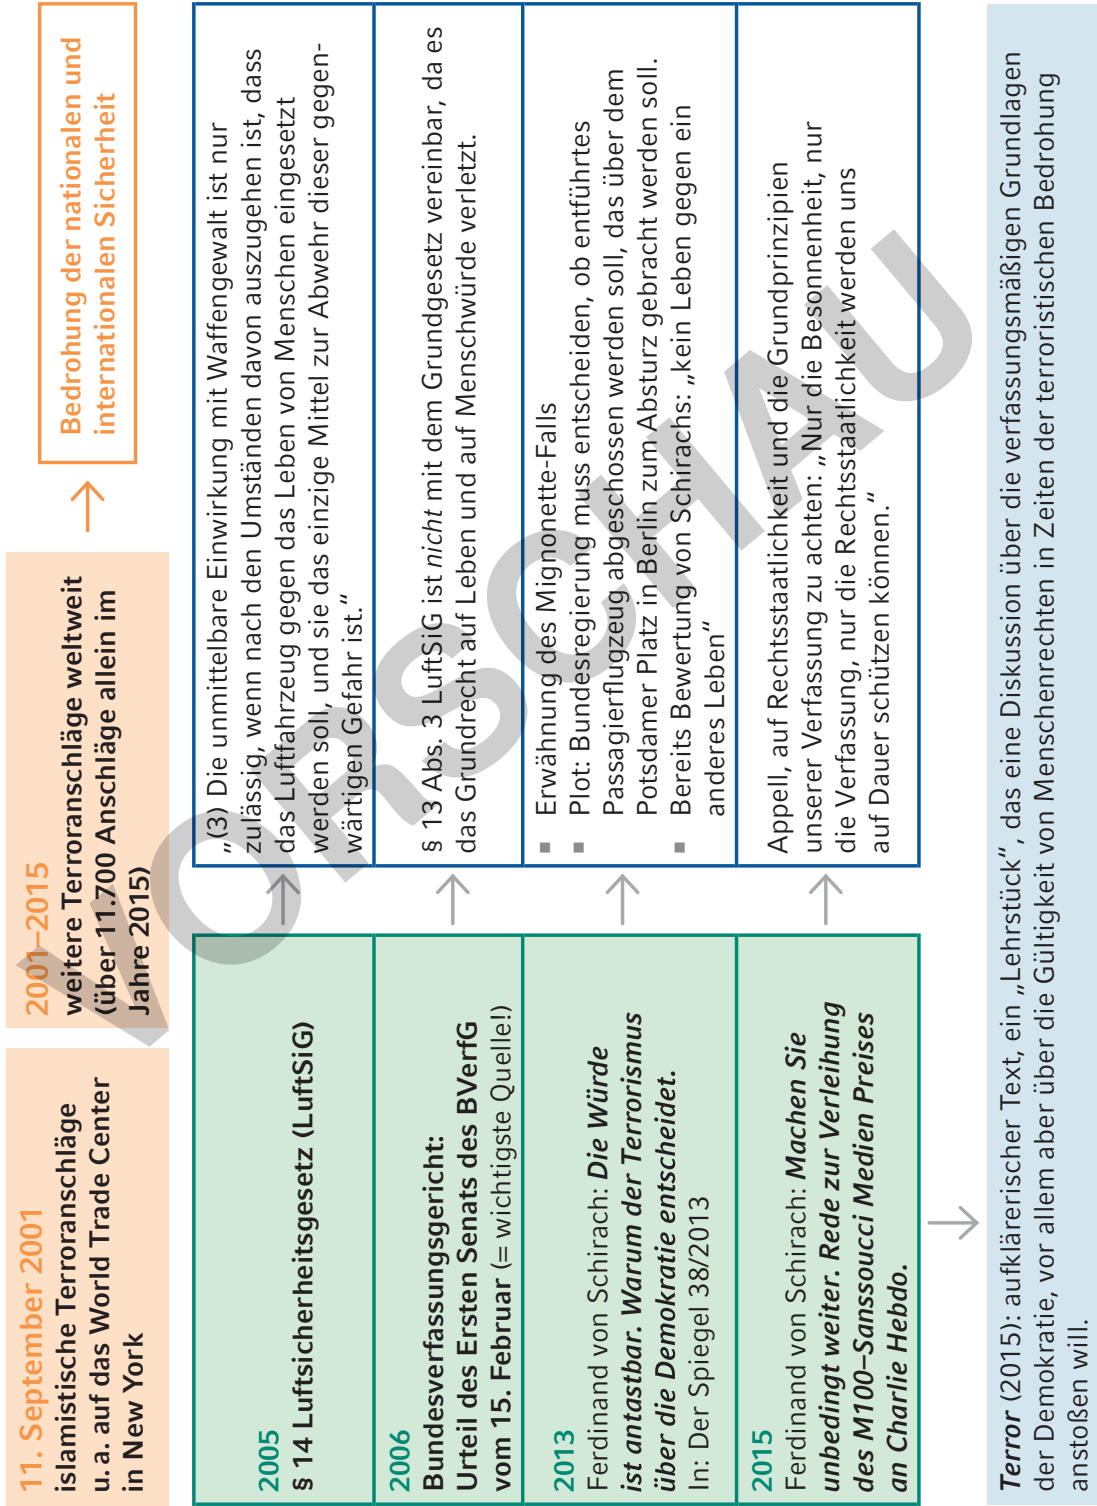 11. September 2001
islamistische Terroranschläge
u. a. auf das World Trade Center
in New York
2001–2015
weitere Terroranschläge weltweit
(über 11.700 Anschläge allein im
Jahre 2015)
Bedrohung der nationalen und
internationalen Sicherheit
2005
§ 14 Luftsicherheitsgesetz (LuftSiG)
„(3) Die unmittelbare Einwirkung mit Waffengewalt ist nur
zulässig, wenn nach den Umständen davon auszugehen ist, dass
das Luftfahrzeug gegen das Leben von Menschen eingesetzt
werden soll, und sie das einzige Mittel zur Abwehr dieser gegen-
wärtigen Gefahr ist.“
2006
Bundesverfassungsgericht:
Urteil des Ersten Senats des BVerfG
vom 15. Februar (= wichtigste Quelle!)
§ 13 Abs. 3 LuftSiG ist nicht mit dem Grundgesetz vereinbar, da es
das Grundrecht auf Leben und auf Menschwürde verletzt.
2013
Ferdinand von Schirach: Die Würde
ist antastbar. Warum der Terrorismus
über die Demokratie entscheidet.
In: Der Spiegel 38/2013
▪ Erwähnung des Mignonette-Falls
▪ Plot: Bundesregierung muss entscheiden, ob entführtes
Passagierflugzeug abgeschossen werden soll, das über dem
Potsdamer Platz in Berlin zum Absturz gebracht werden soll.
▪ Bereits Bewertung von Schirachs: „kein Leben gegen ein
anderes Leben“
2015
Ferdinand von Schirach: Machen Sie
unbedingt weiter. Rede zur Verleihung
des M100–Sanssoucci Medien Preises
an Charlie Hebdo.
Appell, auf Rechtsstaatlichkeit und die Grundprinzipien
unserer Verfassung zu achten: „Nur die Besonnenheit, nur
die Verfassung, nur die Rechtsstaatlichkeit werden uns
auf Dauer schützen können.“
Terror (2015): aufklärerischer Text, ein „Lehrstück“, das eine Diskussion über die verfassungsmäßigen Grundlagen
der Demokratie, vor allem aber über die Gültigkeit von Menschenrechten in Zeiten der terroristischen Bedrohung
anstoßen will.
VORSCHAU